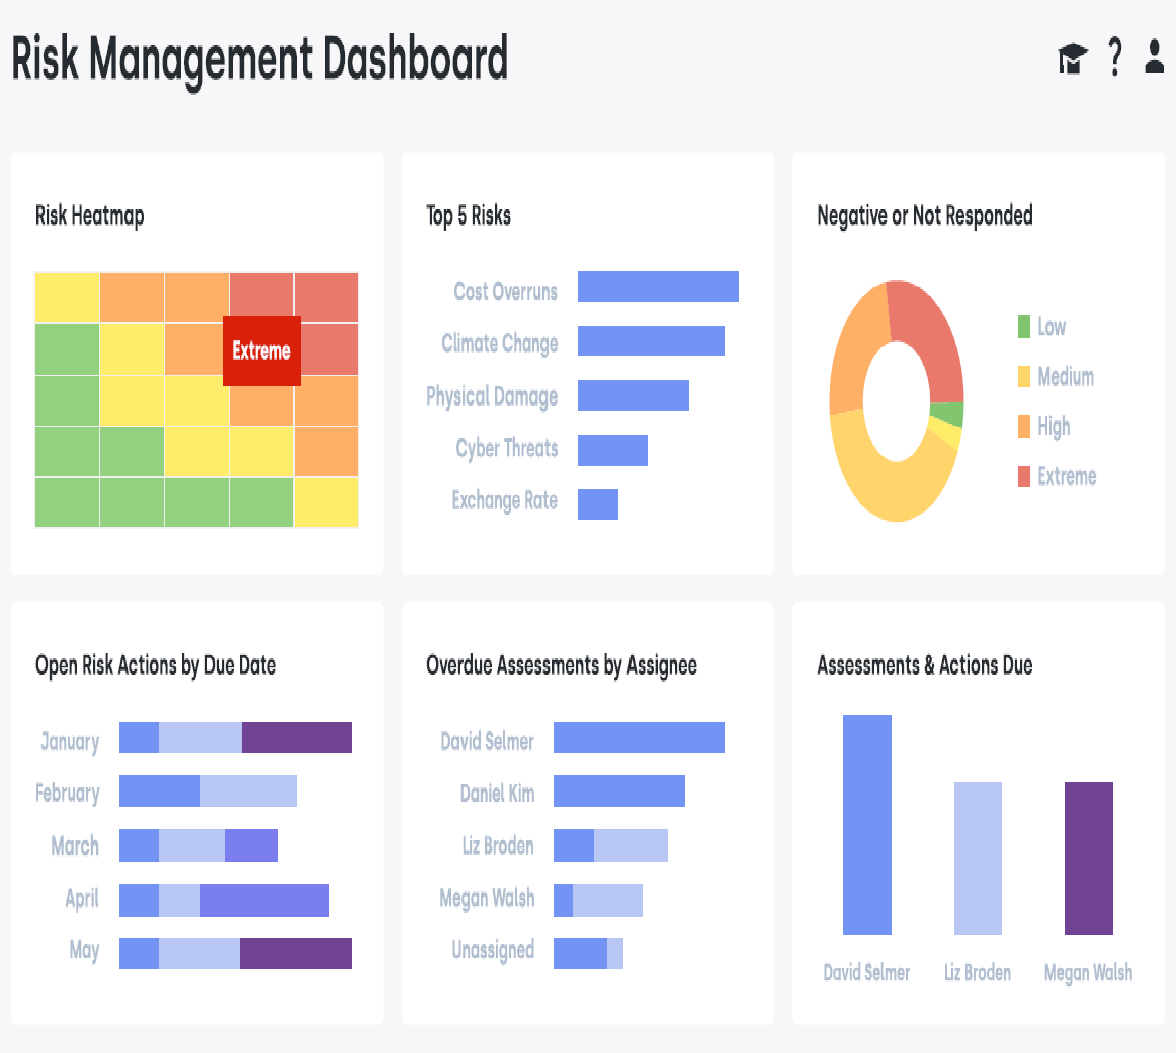 Risk Management Dashboard
?
Risk Heatmap
Extreme
Top 5 Risks
Cost Overruns
Climate Change
Physical Damage
Cyber Threats
Exchange Rate
Negative or Not Responded
Low
Medium
High
Extreme
Open Risk Actions by Due Date
January
February
March
April
May
Overdue Assessments by Assignee
David Selmer
Daniel Kim
Liz Broden
Megan Walsh
Unassigned
Assessments & Actions Due
David Selmer
Liz Broden
Megan Walsh